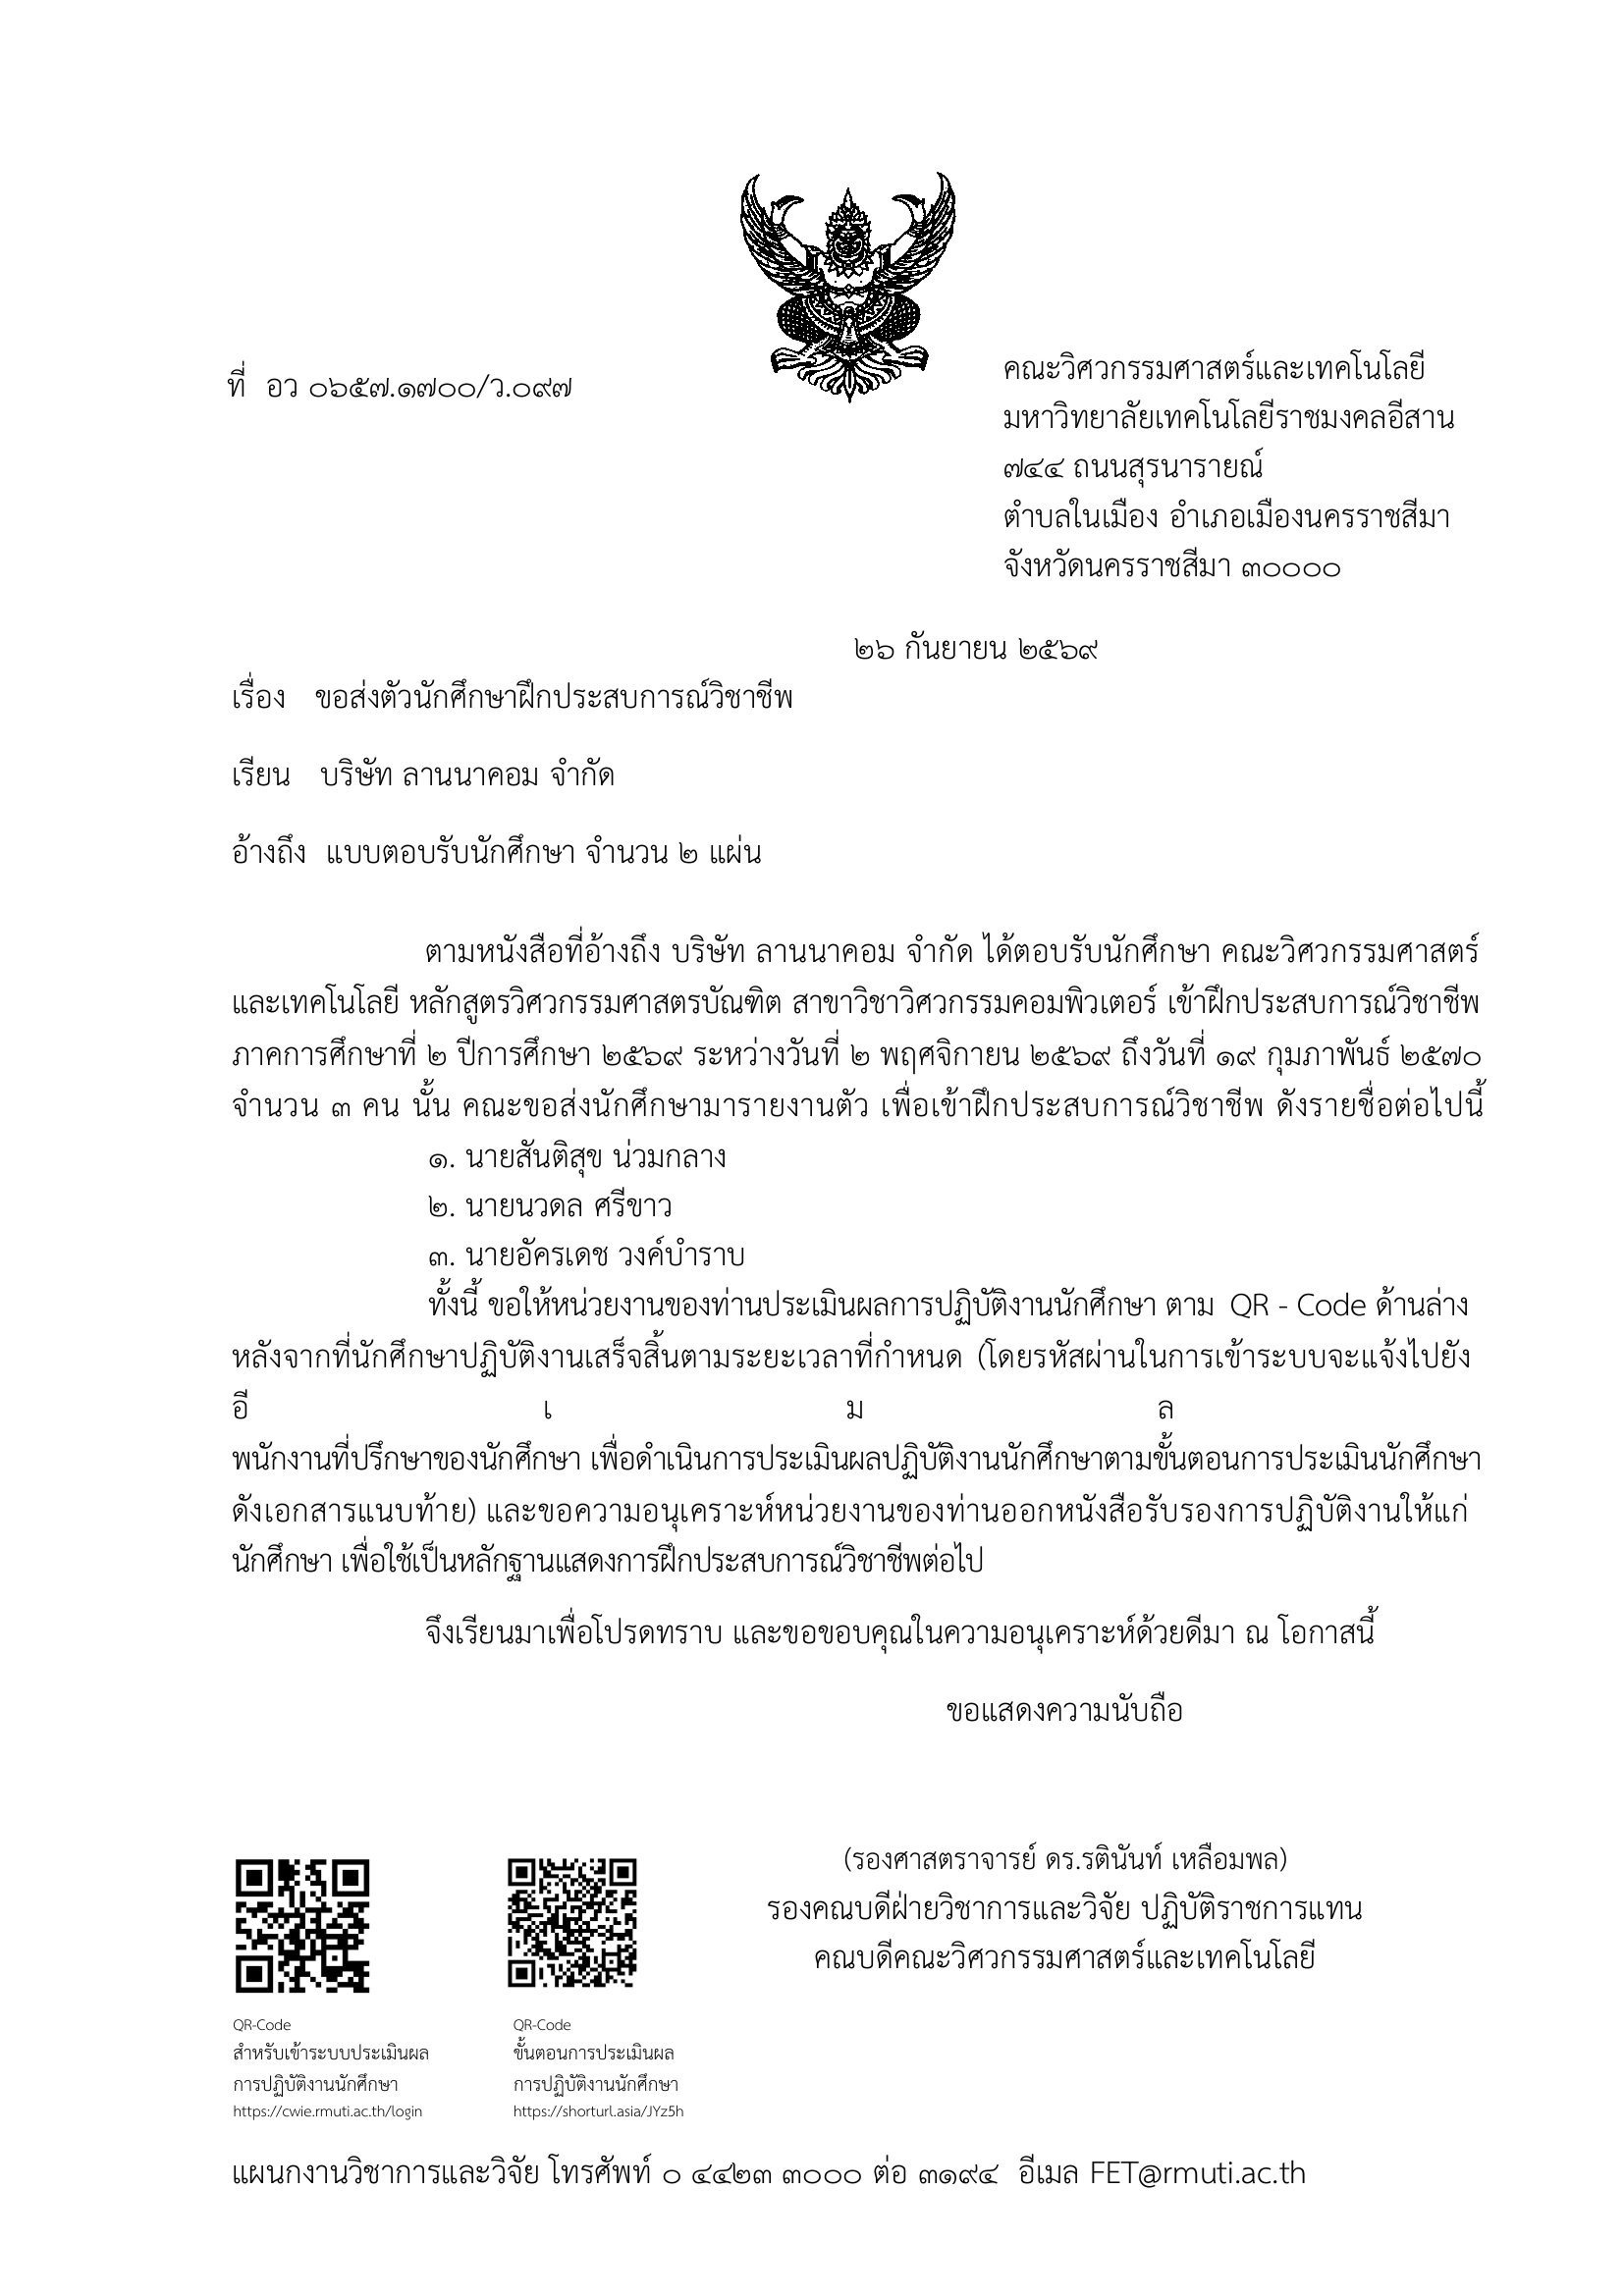 ที่ อว ๐๖๕๗.๑๗๐๐/ว.๐๙๗
คณะวิศวกรรมศาสตร์และเทคโนโลยี
มหาวิทยาลัยเทคโนโลยีราชมงคลอีสาน
๗๔๔ ถนนสุรนารายณ์
ตำบลในเมือง อำเภอเมืองนครราชสีมา
จังหวัดนครราชสีมา ๓๐๐๐๐
๒๖ กันยายน ๒๕๖๙
เรื่อง ขอส่งตัวนักศึกษาฝึกประสบการณ์วิชาชีพ
เรียน บริษัท ลานนาคอม จำกัด
อ้างถึง แบบตอบรับนักศึกษา จำนวน ๒ แผ่น
ตามหนังสือที่อ้างถึง บริษัท ลานนาคอม จำกัด ได้ตอบรับนักศึกษา คณะวิศวกรรมศาสตร์
และเทคโนโลยี หลักสูตรวิศวกรรมศาสตรบัณฑิต สาขาวิชาวิศวกรรมคอมพิวเตอร์ เข้าฝึกประสบการณ์วิชาชีพ
ภาคการศึกษาที่ ๒ ปีการศึกษา ๒๕๖๙ ระหว่างวันที่ ๒ พฤศจิกายน ๒๕๖๙ ถึงวันที่ ๑๙ กุมภาพันธ์ ๒๕๗๐
จำนวน ๓ คน นั้น คณะขอส่งนักศึกษามารายงานตัว เพื่อเข้าฝึกประสบการณ์วิชาชีพ ดังรายชื่อต่อไปนี้
๑. นายสันติสุข น่วมกลาง
๒. นายนวดล ศรีขาว
๓. นายอัครเดช วงค์บำราบ
ทั้งนี้ ขอให้หน่วยงานของท่านประเมินผลการปฏิบัติงานนักศึกษา ตาม QR - Code ด้านล่าง
หลังจากที่นักศึกษาปฏิบัติงานเสร็จสิ้นตามระยะเวลาที่กำหนด (โดยรหัสผ่านในการเข้าระบบจะแจ้งไปยัง
อี เ ม ล
พนักงานที่ปรึกษาของนักศึกษา เพื่อดำเนินการประเมินผลปฏิบัติงานนักศึกษาตามขั้นตอนการประเมินนักศึกษา
ดังเอกสารแนบท้าย) และขอความอนุเคราะห์หน่วยงานของท่านออกหนังสือรับรองการปฏิบัติงานให้แก่
นักศึกษา เพื่อใช้เป็นหลักฐานแสดงการฝึกประสบการณ์วิชาชีพต่อไป
จึงเรียนมาเพื่อโปรดทราบ และขอขอบคุณในความอนุเคราะห์ด้วยดีมา ณ โอกาสนี้
ขอแสดงความนับถือ
(รองศาสตราจารย์ ดร.รตินันท์ เหลือมพล)
รองคณบดีฝ่ายวิชาการและวิจัย ปฏิบัติราชการแทน
คณบดีคณะวิศวกรรมศาสตร์และเทคโนโลยี
QR-Code
สำหรับเข้าระบบประเมินผล
การปฏิบัติงานนักศึกษา
https://cwie.rmuti.ac.th/login
QR-Code
ขั้นตอนการประเมินผล
การปฏิบัติงานนักศึกษา
https://shorturl.asia/JYz5h
แผนกงานวิชาการและวิจัย โทรศัพท์ ๐ ๔๔๒๓ ๓๐๐๐ ต่อ ๓๑๙๔ อีเมล FET@rmuti.ac.th